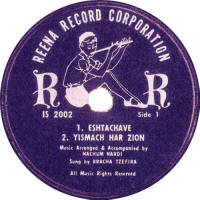 REENA RECORD CORPORATION
R R
IS 2002 Side 1
1. ESHTACHAVE
2. YISMACH HAR ZION
Music Arranged & Accompanied by
NACHUM NARDI
Sung by BRACHA TZEFIRA
All Music Rights Reserved